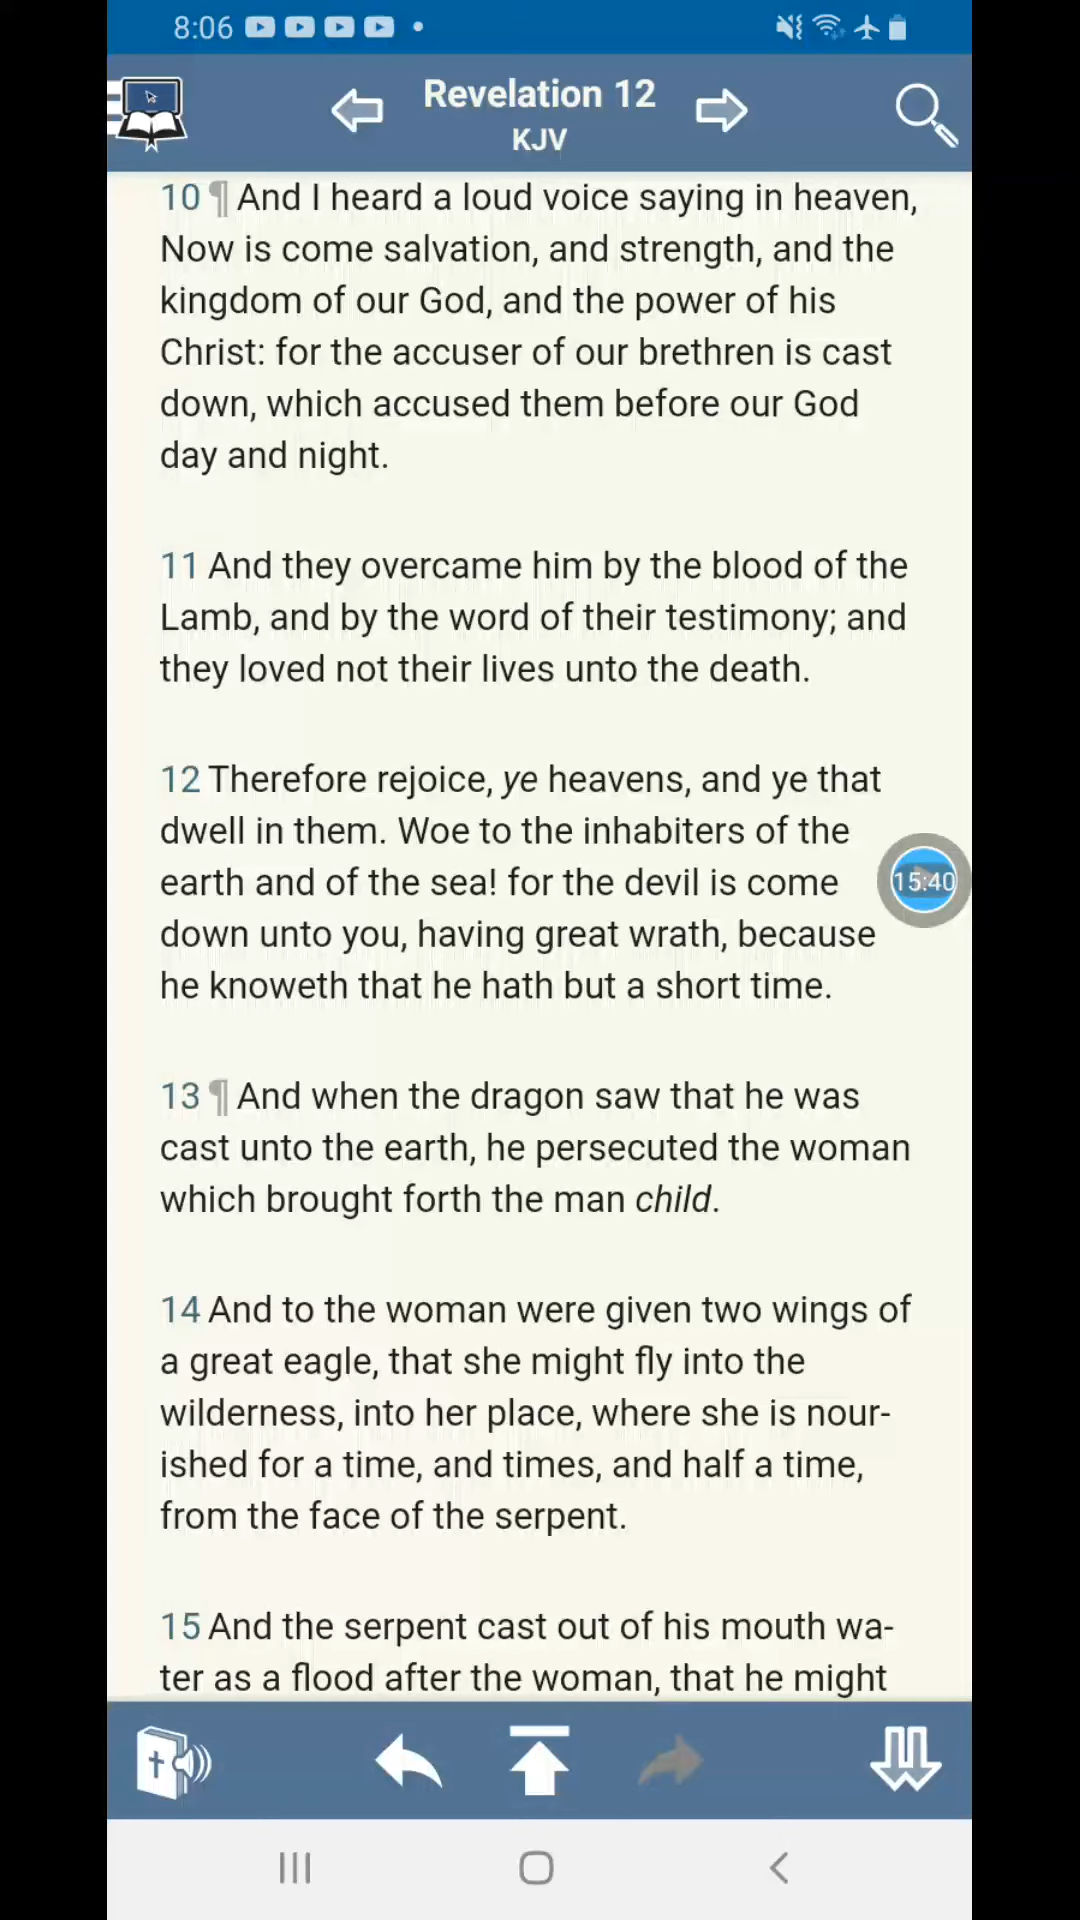 8:06
Revelation 12
KJV
10 ¶ And I heard a loud voice saying in heaven,
Now is come salvation, and strength, and the
kingdom of our God, and the power of his
Christ: for the accuser of our brethren is cast
down, which accused them before our God
day and night.
11 And they overcame him by the blood of the
Lamb, and by the word of their testimony; and
they loved not their lives unto the death.
12 Therefore rejoice, ye heavens, and ye that
dwell in them. Woe to the inhabiters of the
earth and of the sea! for the devil is come
15:40
down unto you, having great wrath, because
he knoweth that he hath but a short time.
13 ¶ And when the dragon saw that he was
cast unto the earth, he persecuted the woman
which brought forth the man child.
14 And to the woman were given two wings of
a great eagle, that she might fly into the
wilderness, into her place, where she is nour-
ished for a time, and times, and half a time,
from the face of the serpent.
15 And the serpent cast out of his mouth wa-
ter as a flood after the woman, that he might